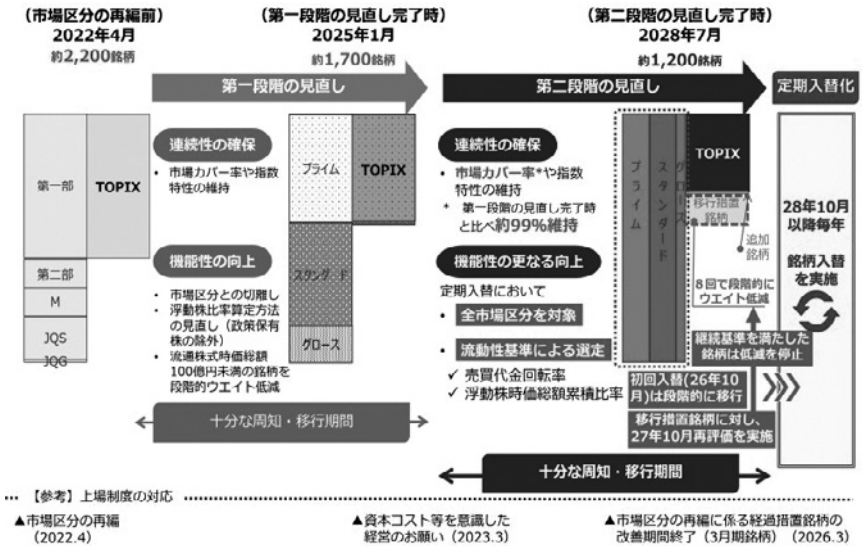 （市場区分の再編前）
2022年4月
約2,200銘柄
（第一段階の見直し完了時）
2025年1月
約1,700銘柄
（第二段階の見直し完了時）
2028年7月
約1,200銘柄
第一段階の見直し
第二段階の見直し
定期入替化
第一部
TOPIX
第二部
M
JQS
JQG
連続性の確保
• 市場カバー率や指数
特性の維持
機能性の向上
• 市場区分との切離し
• 浮動株比率算定方法
の見直し（政策保有
株の除外）
• 流通株式時価総額
100億円未満の銘柄を
段階的ウエイト低減
プライム
TOPIX
スタンダード
グロース
十分な周知・移行期間
連続性の確保
• 市場カバー率*や指数
特性の維持
* 第一段階の見直し完了時
と比べ約99%維持
機能性の更なる向上
定期入替において
• 全市場区分を対象
• 流動性基準による選定
✓ 売買代金回転率
✓ 浮動株時価総額累積比率
プライム
スタンダード
グロース
TOPIX
移行措置
銘柄
追加
銘柄
8回で段階的に
ウエイト低減
継続基準を満たした
銘柄は低減を停止
初回入替(26年10
月)は段階的に移行
移行措置銘柄に対し、
27年10月再評価を実施
28年10月
以降毎年
銘柄入替
を実施
十分な周知・移行期間
【参考】上場制度の対応
▲市場区分の再編
（2022.4）
▲資本コスト等を意識した
経営のお願い（2023.3）
▲市場区分の再編に係る経過措置銘柄の
改善期間終了（3月期銘柄）（2026.3）